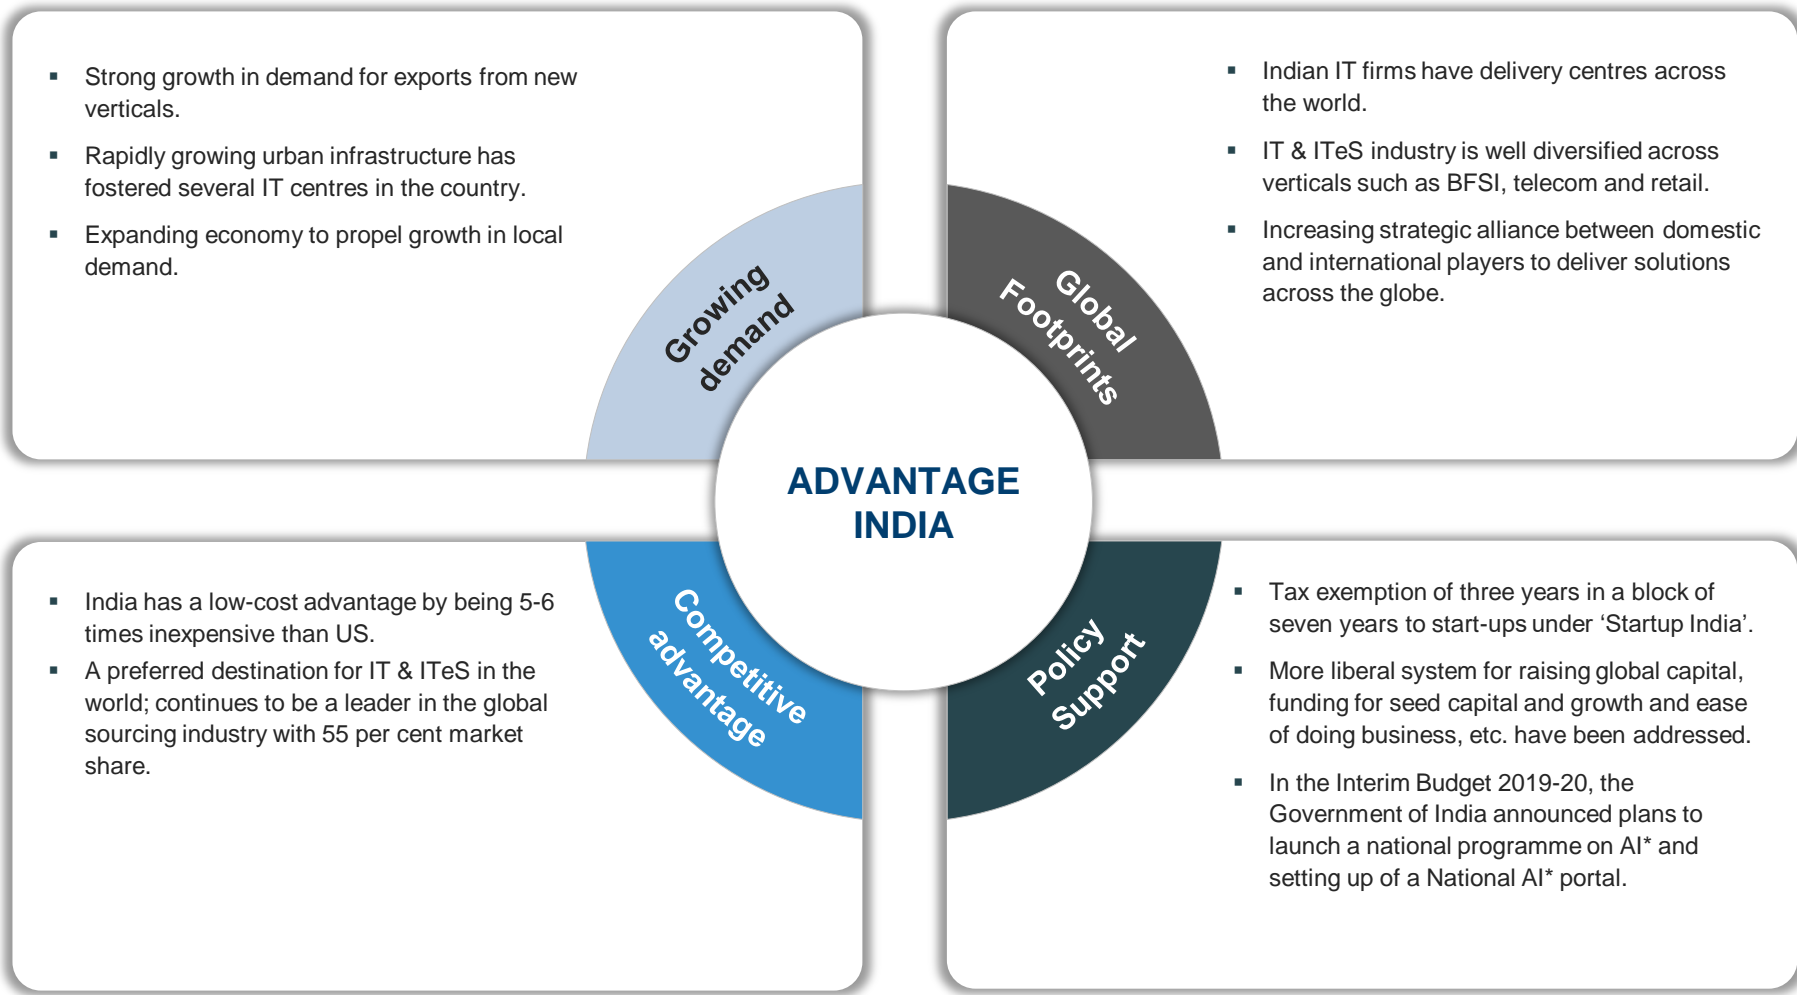 ▪ Strong growth in demand for exports from new
verticals.
▪ Rapidly growing urban infrastructure has
fostered several IT centres in the country.
▪ Expanding economy to propel growth in local
demand.
Growing
demand
▪ Indian IT firms have delivery centres across
the world.
▪ IT & ITeS industry is well diversified across
verticals such as BFSI, telecom and retail.
▪ Increasing strategic alliance between domestic
and international players to deliver solutions
across the globe.
Global
Footprints
ADVANTAGE
INDIA
▪ India has a low-cost advantage by being 5-6
times inexpensive than US.
▪ A preferred destination for IT & ITeS in the
world; continues to be a leader in the global
sourcing industry with 55 per cent market
share.
Competitive
advantage
▪ Tax exemption of three years in a block of
seven years to start-ups under ‘Startup India’.
▪ More liberal system for raising global capital,
funding for seed capital and growth and ease
of doing business, etc. have been addressed.
▪ In the Interim Budget 2019-20, the
Government of India announced plans to
launch a national programme on AI* and
setting up of a National AI* portal.
Policy
Support